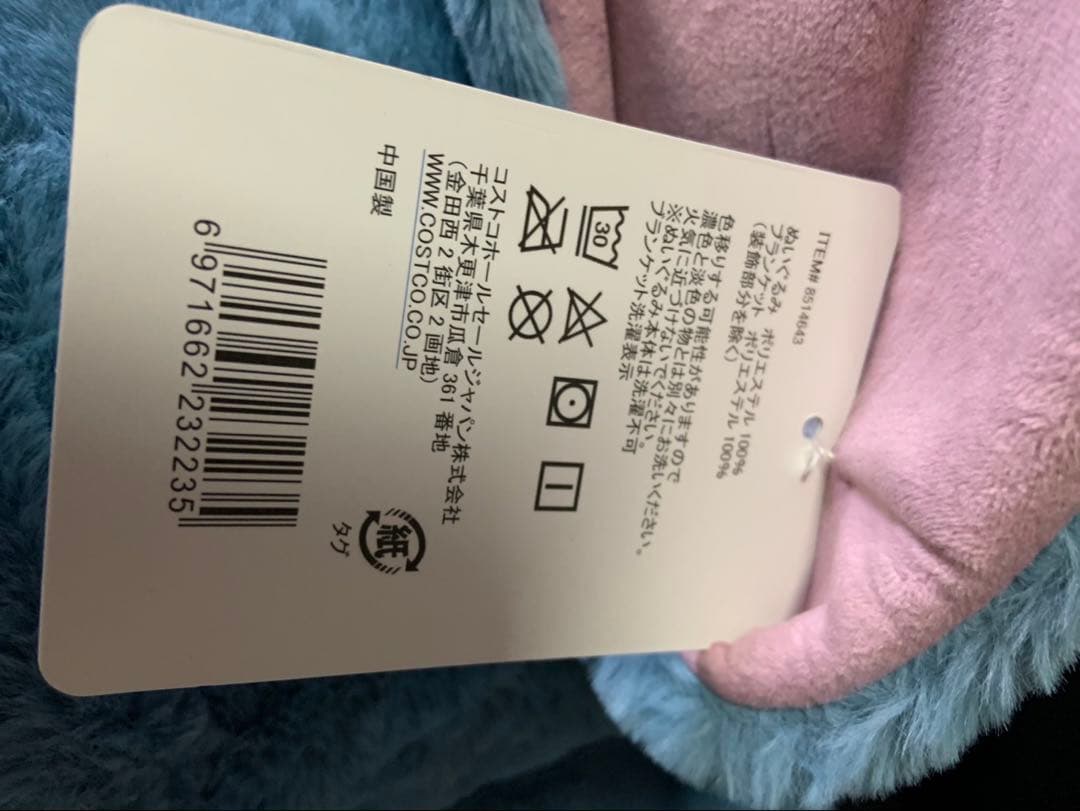 ITEM# 8514643
ぬいぐるみ　ポリエステル 100%
ブランケット　ポリエステル 100%
（装飾部分を除く）
色移りする可能性がありますので
濃色と淡色の物とは別々にお洗いください。
火気に近づけないでください。
※ぬいぐるみ本体は洗濯不可
ブランケット洗濯表示
30
コストコホールセールジャパン株式会社
千葉県木更津市瓜倉 361 番地
（金田西 2 街区 2 画地）
WWW.COSTCO.CO.JP
中国製
紙
タグ
6 971662 232235